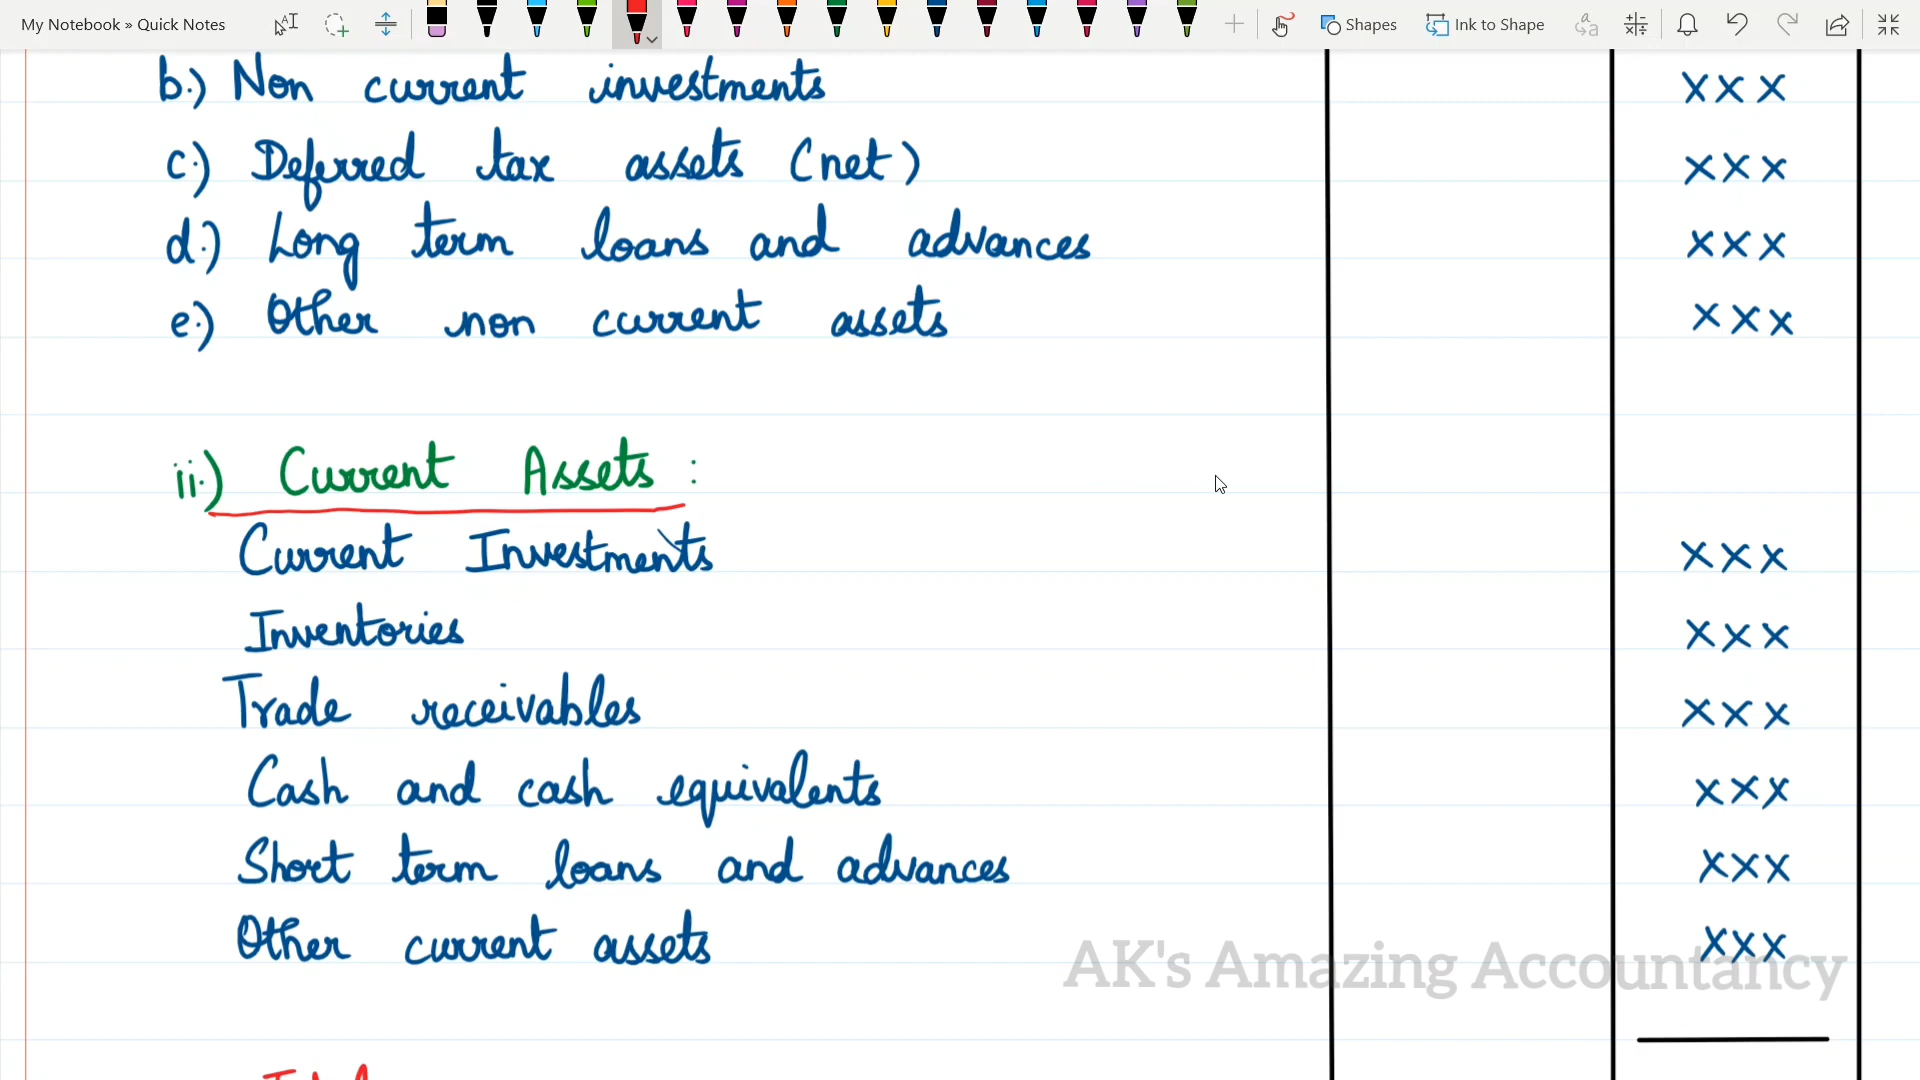 My Notebook » Quick Notes
Shapes
Ink to Shape
b.) Non current investments xxx
c.) Deferred tax assets (net) xxx
d.) Long term loans and advances xxx
e.) Other non current assets xxx
ii.) Current Assets :
Current Investments xxx
Inventories xxx
Trade receivables xxx
Cash and cash equivalents xxx
Short term loans and advances xxx
Other current assets xxx
AK's Amazing Accountancy